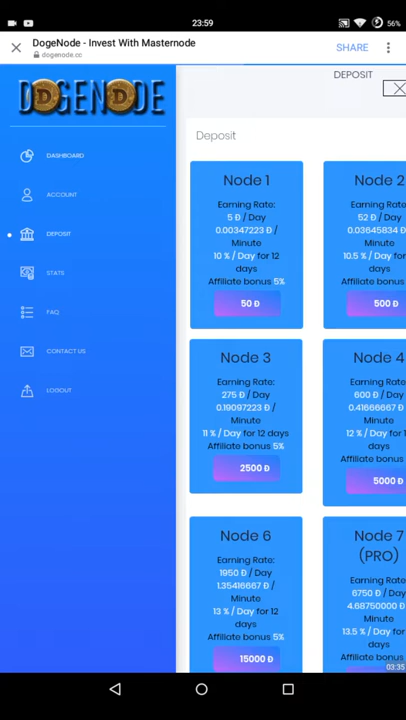 23:59
56%
DogeNode - Invest With Masternode
dogenode.cc
SHARE
DOGENODE
DASHBOARD
ACCOUNT
DEPOSIT
STATS
FAQ
CONTACT US
LOGOUT
DEPOSIT
Deposit
Node 1
Earning Rate:
5 Đ / Day
0.00347223 Đ /
Minute
10 % / Day for 12
days
Affiliate bonus 5%
50 Đ
Node 2
Earning Rate:
52 Đ / Day
0.03645834 Đ /
Minute
10.5 % / Day for
days
Affiliate bonus
500 Đ
Node 3
Earning Rate:
275 Đ / Day
0.19097223 Đ /
Minute
11 % / Day for 12 days
Affiliate bonus 5%
2500 Đ
Node 4
Earning Rate:
600 Đ / Day
0.41666667 Đ /
Minute
12 % / Day for 12
Affiliate bonus
5000 Đ
Node 6
Earning Rate:
1950 Đ / Day
1.35416667 Đ /
Minute
13 % / Day for 12
days
Affiliate bonus 5%
15000 Đ
Node 7
(PRO)
Earning Rate:
6750 Đ / Day
4.68750000 Đ /
Minute
13.5 % / Day for
days
Affiliate bonus
03:35